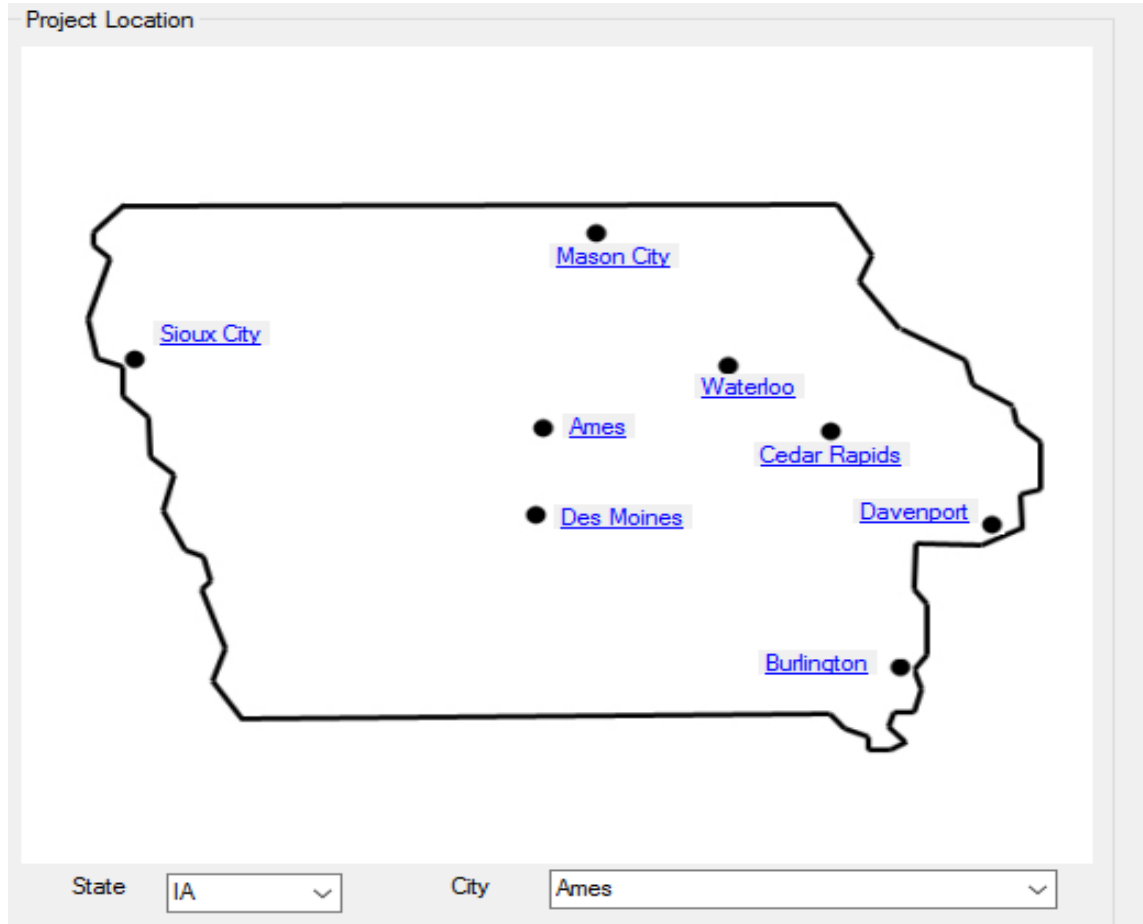 Project Location
Mason City
Sioux City
Waterloo
Ames
Cedar Rapids
Des Moines
Davenport
Burlington
State IA City Ames